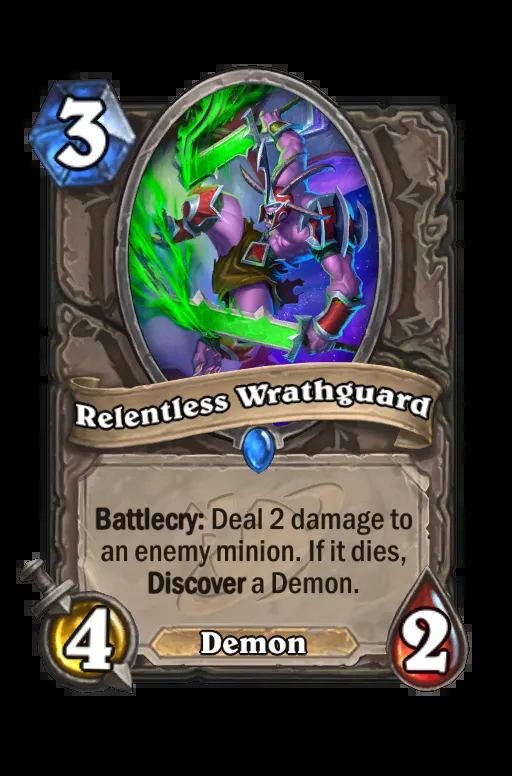 3
Relentless Wrathguard
Battlecry: Deal 2 damage to
an enemy minion. If it dies,
Discover a Demon.
4
Demon
2